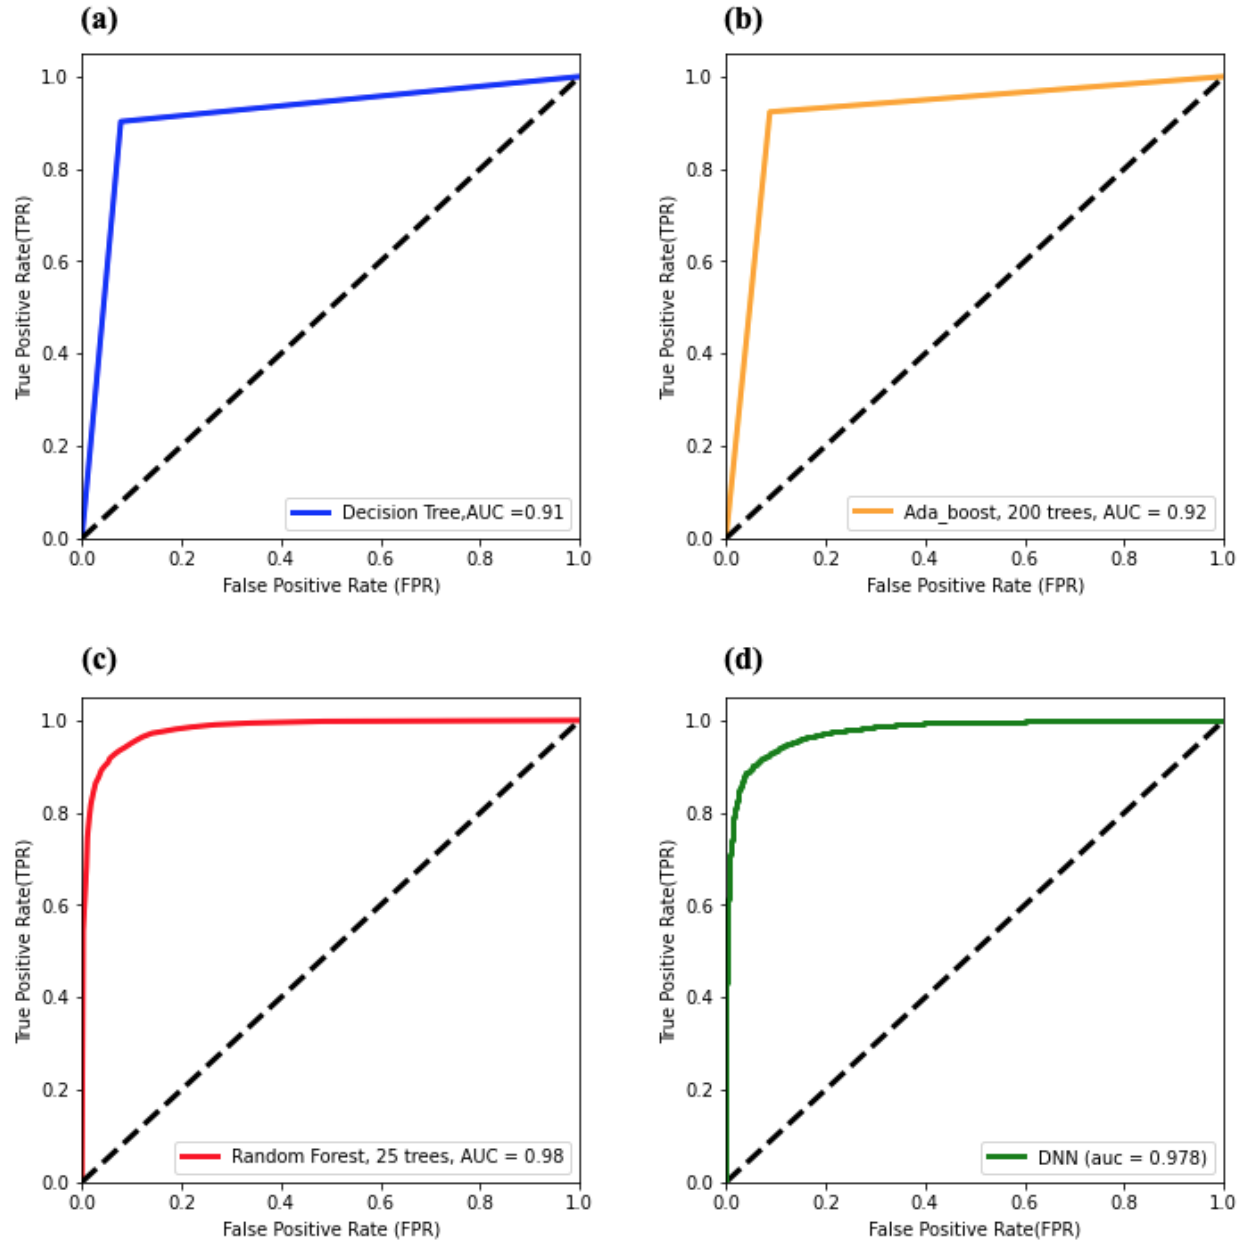 (a)
1.0
0.8
0.6
0.4
0.2
0.0
True Positive Rate(TPR)
Decision Tree,AUC =0.91
0.0 0.2 0.4 0.6 0.8 1.0
False Positive Rate (FPR)
(b)
1.0
0.8
0.6
0.4
0.2
0.0
True Positive Rate(TPR)
Ada_boost, 200 trees, AUC = 0.92
0.0 0.2 0.4 0.6 0.8 1.0
False Positive Rate (FPR)
(c)
1.0
0.8
0.6
0.4
0.2
0.0
True Positive Rate(TPR)
Random Forest, 25 trees, AUC = 0.98
0.0 0.2 0.4 0.6 0.8 1.0
False Positive Rate (FPR)
(d)
1.0
0.8
0.6
0.4
0.2
0.0
True Positive Rate(TPR)
DNN (auc = 0.978)
0.0 0.2 0.4 0.6 0.8 1.0
False Positive Rate(FPR)